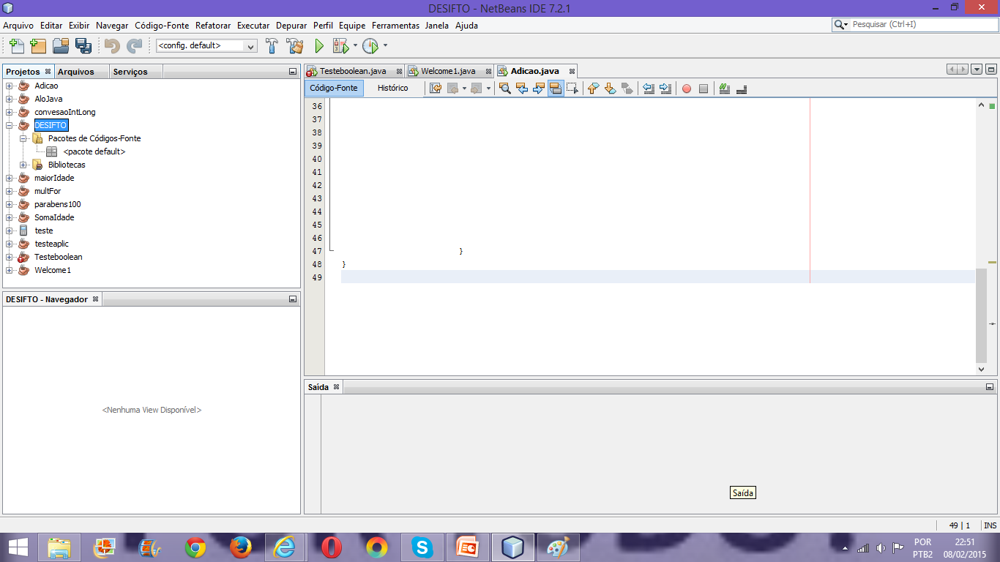 DESIFTO - NetBeans IDE 7.2.1
Arquivo Editar Exibir Navegar Código-Fonte Refatorar Executar Depurar Perfil Equipe Ferramentas Janela Ajuda
Pesquisar (Ctrl+I)
<config. default>
Projetos Arquivos Serviços
Adicao
AloJava
convesaoIntLong
DESIFTO
Pacotes de Códigos-Fonte
<pacote default>
Bibliotecas
maiorIdade
multFor
parabens100
SomaIdade
teste
testeaplic
Testeboolean
Welcome1
DESIFTO - Navegador
<Nenhuma View Disponível>
Testeboolean.java Welcome1.java Adicao.java
Código-Fonte Histórico
36
37
38
39
40
41
42
43
44
45
46
47 }
48 }
49
Saída
Saída
49 | 1 INS
POR 22:51
PTB2 08/02/2015